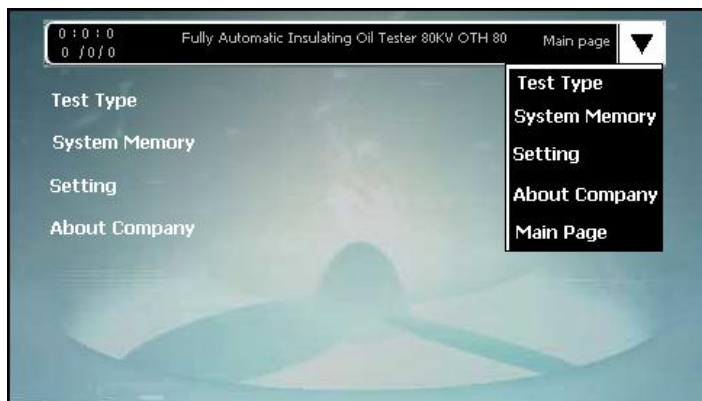 0 : 0 : 0
0 /0/ 0
Fully Automatic Insulating Oil Tester 80KV OTH 80
Main page
Test Type
System Memory
Setting
About Company
Test Type
System Memory
Setting
About Company
Main Page